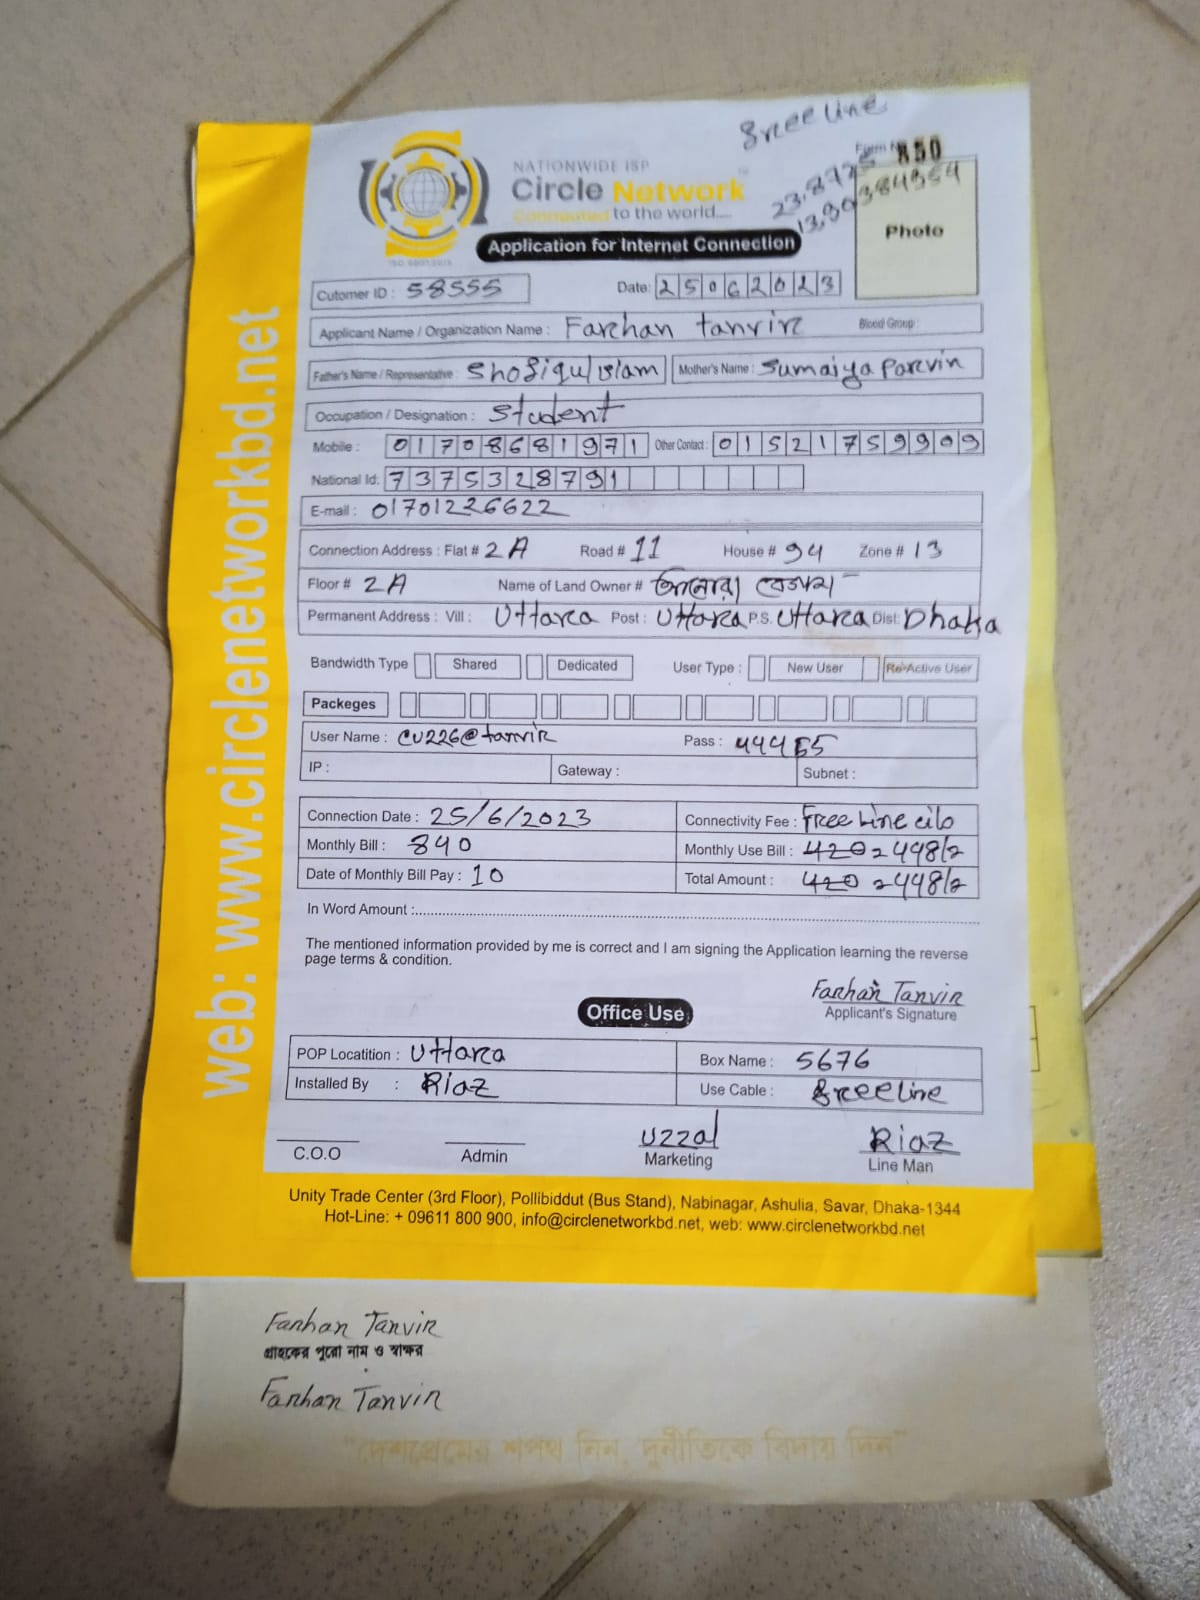 freeline
NATIONWIDE ISP
Circle Network
Connected to the world....
Form 850
Photo
Application for Internet Connection
Cutomer ID : 58555
Date: 25062023
Applicant Name / Organization Name : Farhan tanvir
Blood Group :
Father's Name / Representative : Shofiqul islam
Mother's Name : Sumaiya Parvin
Occupation / Designation : Student
Mobile : 01708681971
Other Contact : 01521759909
National Id: 7375328791
E-mail : 01701226622
Connection Address : Flat # 2A Road # 11 House # 94 Zone # 13
Floor # 2A Name of Land Owner #
Permanent Address : Vill : Uttara Post : Uttara P.S. Uttara Dist: Dhaka
Bandwidth Type Shared Dedicated User Type : New User Re-Active User
Packeges
User Name : CU226@tanvir Pass :
IP : Gateway : Subnet :
Connection Date : 25/6/2023 Connectivity Fee : Free Line
Monthly Bill : 840 Monthly Use Bill : 420
Date of Monthly Bill Pay : 10 Total Amount : 420
In Word Amount :
The mentioned information provided by me is correct and I am signing the Application learning the reverse
page terms & condition.
Farhan Tanvir
Applicant's Signature
Office Use
POP Locatition : Uttara Box Name : 5676
Installed By : Riaz Use Cable : freeline
Uzzal Riaz
C.O.O Admin Marketing Line Man
Unity Trade Center (3rd Floor), Pollibiddut (Bus Stand), Nabinagar, Ashulia, Savar, Dhaka-1344
Hot-Line: + 09611 800 900, info@circlenetworkbd.net, web: www.circlenetworkbd.net
web: www.circlenetworkbd.net
Farhan Tanvir
গ্রাহকের পুরো নাম ও স্বাক্ষর
Farhan Tanvir
"দেশপ্রেমের শপথ নিন, দুর্নীতিকে বিদায় দিন"